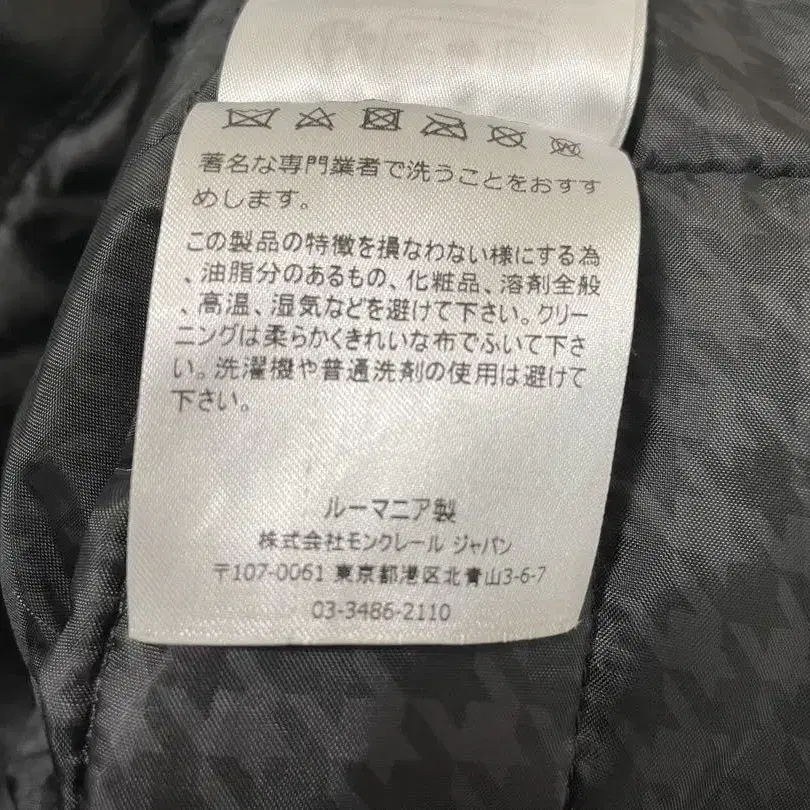 著名な専門業者で洗うことをおすす
めします。
この製品の特徴を損なわない様にする為
、油脂分のあるもの、化粧品、溶剤全般
、高温、湿気などを避けて下さい。クリー
ニングは柔らかくきれいな布でふいて下さ
い。洗濯機や普通洗剤の使用は避けて
下さい。
ルーマニア製
株式会社モンクレール ジャパン
〒107-0061 東京都港区北青山3-6-7
03-3486-2110